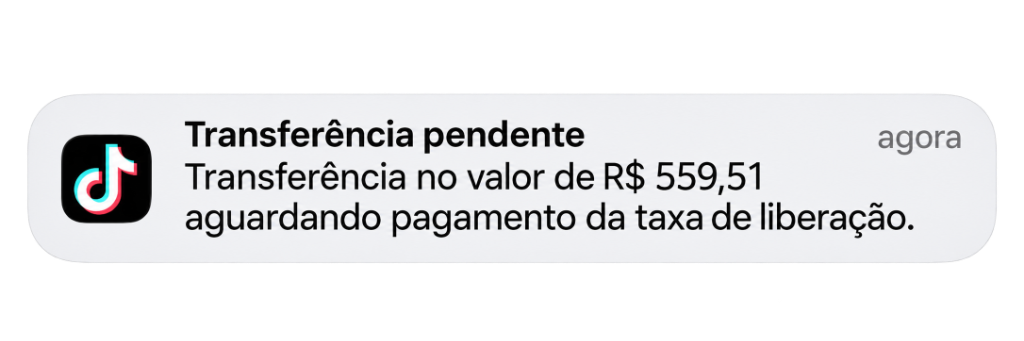 Transferência pendente
agora
Transferência no valor de R$ 559,51
aguardando pagamento da taxa de liberação.